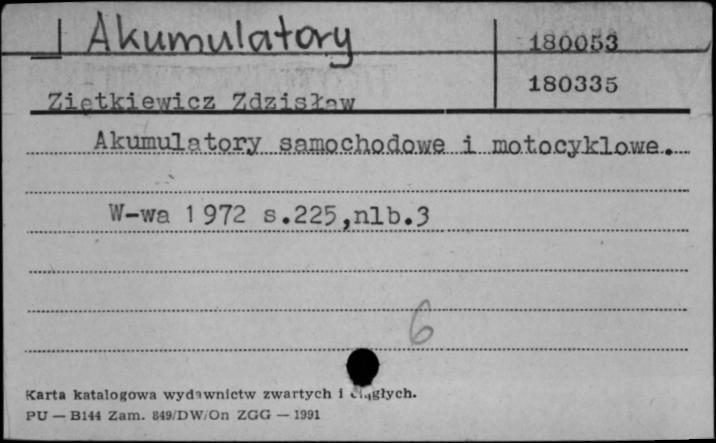 Akumulatory
180053
180335
Ziętkiewicz Zdzisław
Akumulatory samochodowe i motocyklowe.
W-wa 1972 s.225,nlb.3
6
Karta katalogowa wydawnictw zwartych i ciągłych.
PU — B144 Zam. 849/DW/On ZGG — 1991